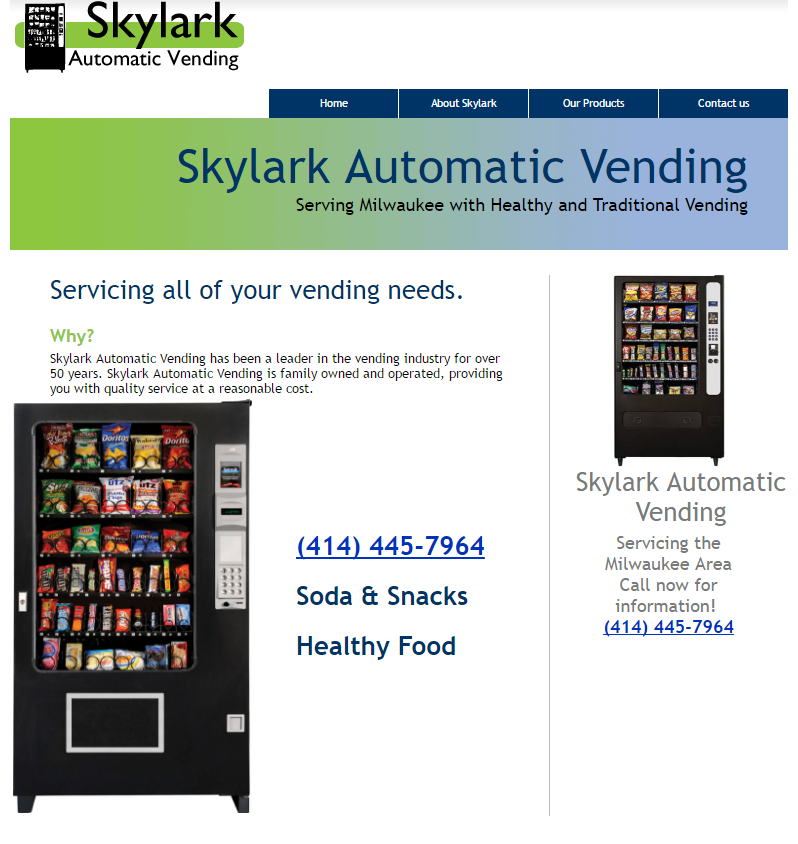 Skylark
Automatic Vending
Home
About Skylark
Our Products
Contact us
Skylark Automatic Vending
Serving Milwaukee with Healthy and Traditional Vending
Servicing all of your vending needs.
Why?
Skylark Automatic Vending has been a leader in the vending industry for over
50 years. Skylark Automatic Vending is family owned and operated, providing
you with quality service at a reasonable cost.
Doritos
Doritos
UTZ
UTZ
(414) 445-7964
Soda & Snacks
Healthy Food
Skylark Automatic
Vending
Servicing the
Milwaukee Area
Call now for
information!
(414) 445-7964